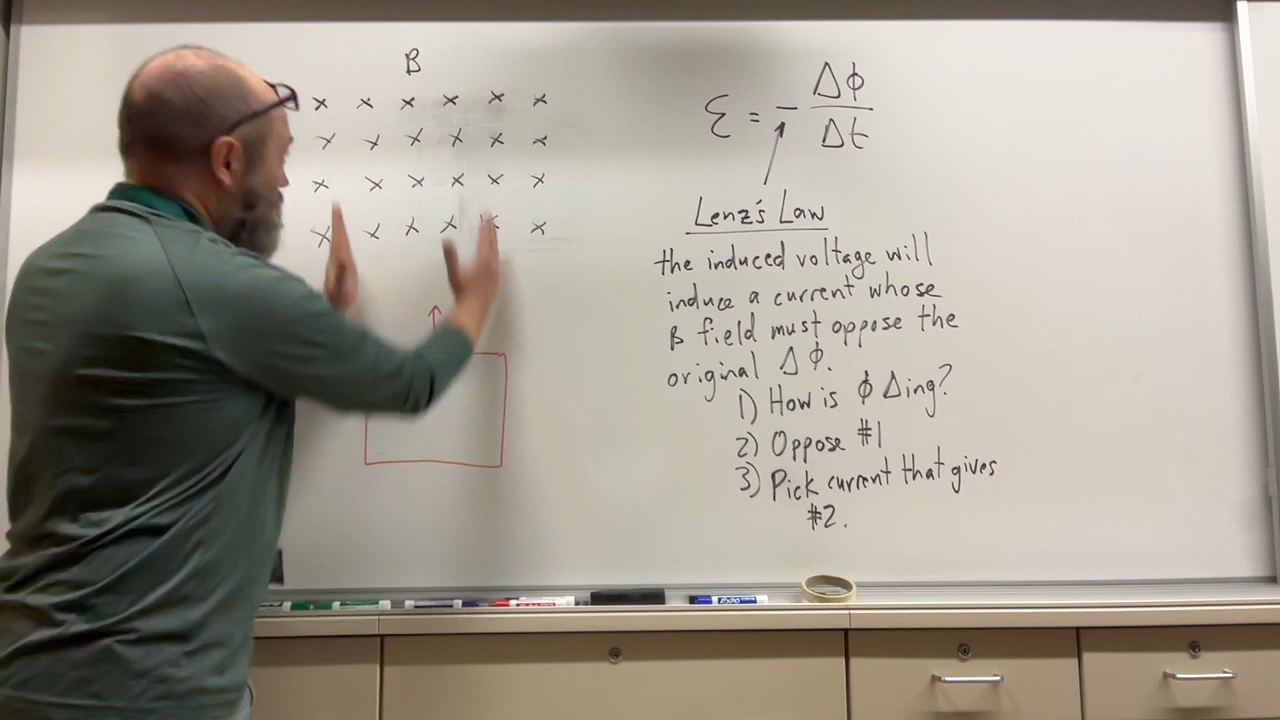 B
x x x x x x
x x x x x x
x x x x x x
x x x x x x
ℰ = - Δϕ
Δt
Lenz's Law
the induced voltage will
induce a current whose
B field must oppose the
original Δϕ.
1) How is ϕ Δing?
2) Oppose #1
3) Pick current that gives
#2.